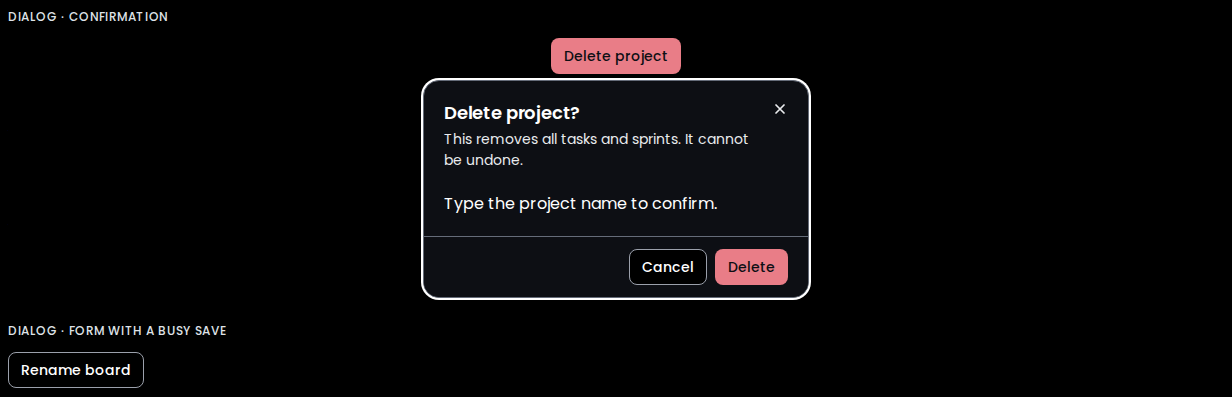 DIALOG · CONFIRMATION
Delete project
Delete project?
This removes all tasks and sprints. It cannot
be undone.
Type the project name to confirm.
Cancel
Delete
DIALOG · FORM WITH A BUSY SAVE
Rename board